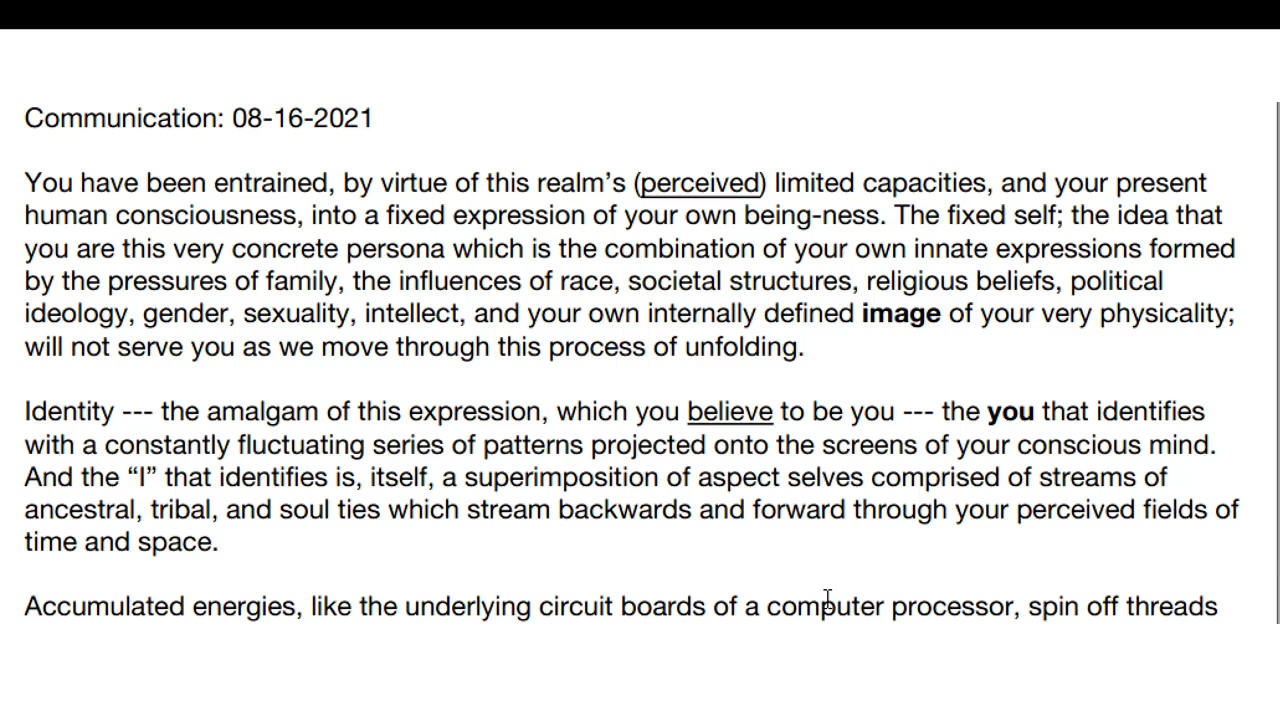 Communication: 08-16-2021
You have been entrained, by virtue of this realm’s (perceived) limited capacities, and your present
human consciousness, into a fixed expression of your own being-ness. The fixed self; the idea that
you are this very concrete persona which is the combination of your own innate expressions formed
by the pressures of family, the influences of race, societal structures, religious beliefs, political
ideology, gender, sexuality, intellect, and your own internally defined image of your very physicality;
will not serve you as we move through this process of unfolding.
Identity --- the amalgam of this expression, which you believe to be you --- the you that identifies
with a constantly fluctuating series of patterns projected onto the screens of your conscious mind.
And the “I” that identifies is, itself, a superimposition of aspect selves comprised of streams of
ancestral, tribal, and soul ties which stream backwards and forward through your perceived fields of
time and space.
Accumulated energies, like the underlying circuit boards of a computer processor, spin off threads